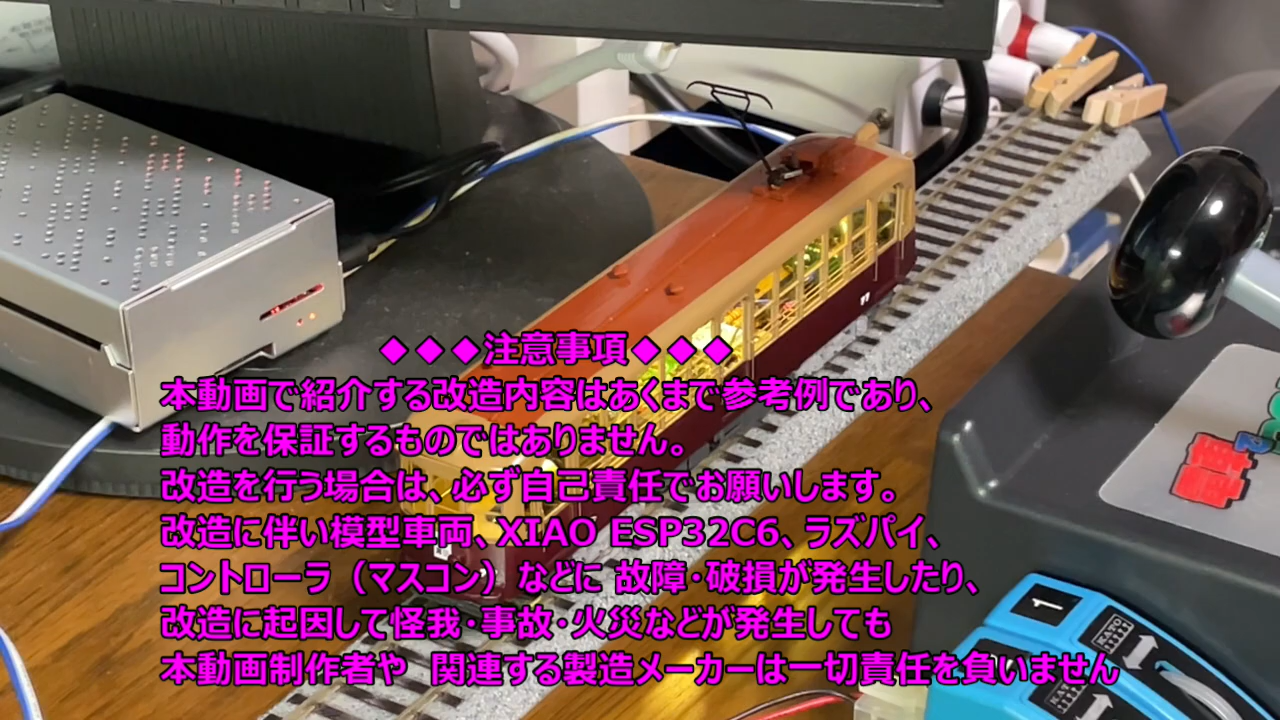 ◆◆◆注意事項◆◆◆
本動画で紹介する改造内容はあくまで参考例であり、
動作を保証するものではありません。
改造を行う場合は、必ず自己責任でお願いします。
改造に伴い模型車両、XIAO ESP32C6、ラズパイ、
コントローラ（マスコン）などに 故障・破損が発生したり、
改造に起因して怪我・事故・火災などが発生しても
本動画制作者や 関連する製造メーカーは一切責任を負いません
1
KATO
KATO